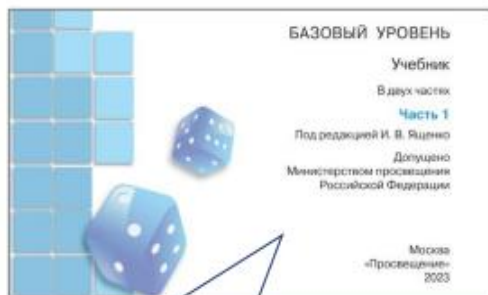 БАЗОВЫЙ УРОВЕНЬ
Учебник
В двух частях
Часть 1
Под редакцией И. В. Ященко
Допущено
Министерством просвещения
Российской Федерации
Москва
«Просвещение»
2023